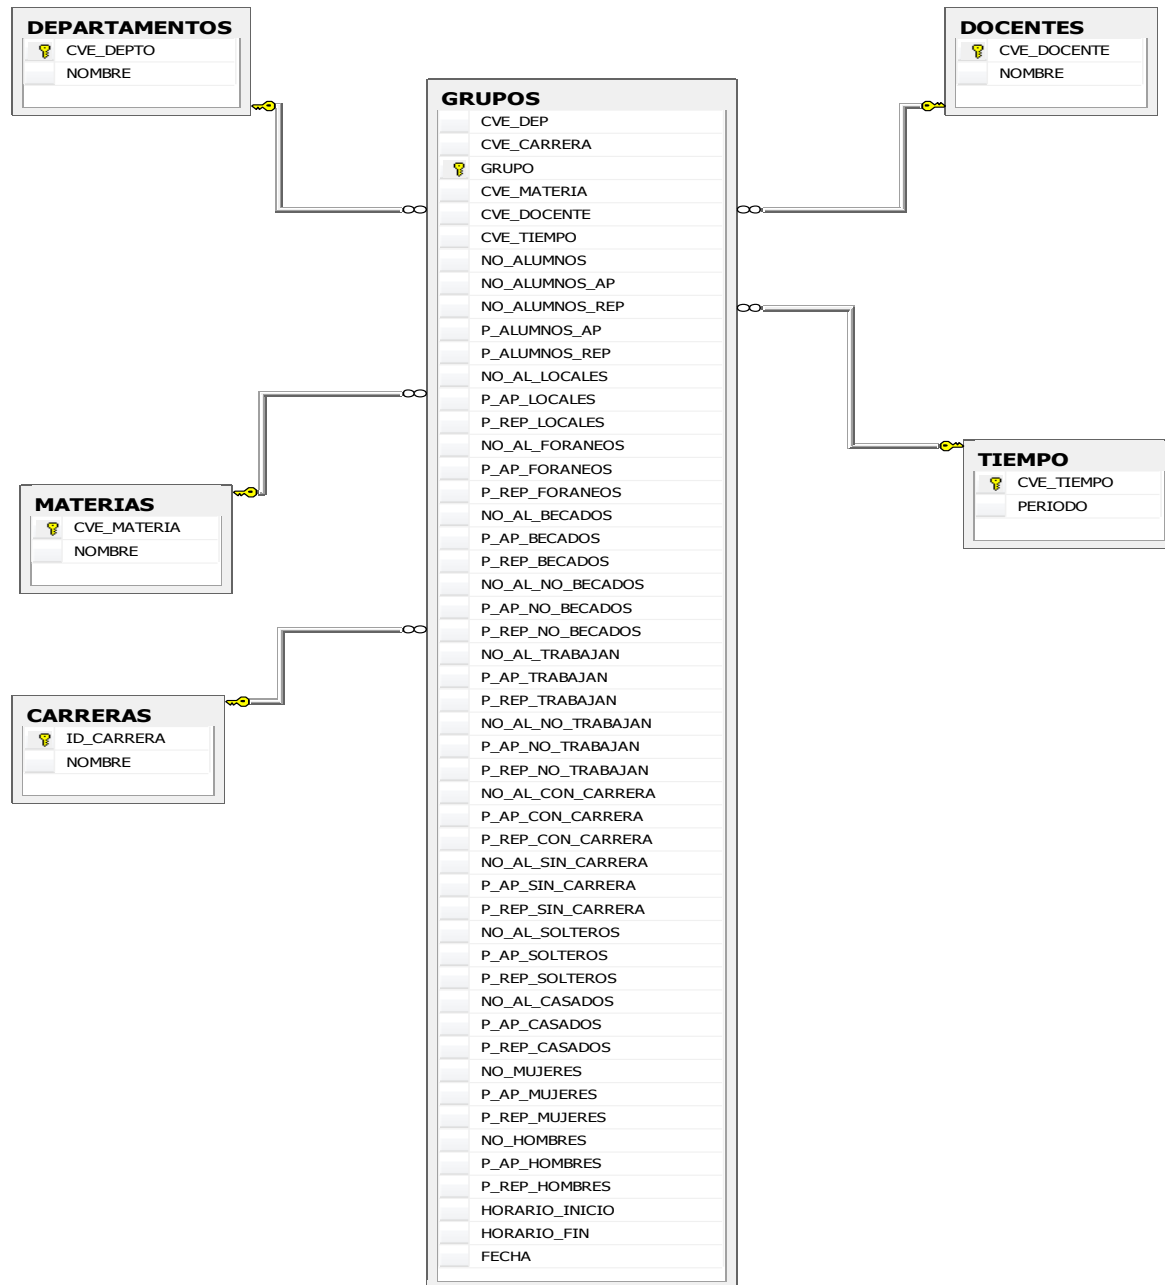 DEPARTAMENTOS
CVE_DEPTO
NOMBRE
DOCENTES
CVE_DOCENTE
NOMBRE
GRUPOS
CVE_DEP
CVE_CARRERA
GRUPO
CVE_MATERIA
CVE_DOCENTE
CVE_TIEMPO
NO_ALUMNOS
NO_ALUMNOS_AP
NO_ALUMNOS_REP
P_ALUMNOS_AP
P_ALUMNOS_REP
NO_AL_LOCALES
P_AP_LOCALES
P_REP_LOCALES
NO_AL_FORANEOS
P_AP_FORANEOS
P_REP_FORANEOS
NO_AL_BECADOS
P_AP_BECADOS
P_REP_BECADOS
NO_AL_NO_BECADOS
P_AP_NO_BECADOS
P_REP_NO_BECADOS
NO_AL_TRABAJAN
P_AP_TRABAJAN
P_REP_TRABAJAN
NO_AL_NO_TRABAJAN
P_AP_NO_TRABAJAN
P_REP_NO_TRABAJAN
NO_AL_CON_CARRERA
P_AP_CON_CARRERA
P_REP_CON_CARRERA
NO_AL_SIN_CARRERA
P_AP_SIN_CARRERA
P_REP_SIN_CARRERA
NO_AL_SOLTEROS
P_AP_SOLTEROS
P_REP_SOLTEROS
NO_AL_CASADOS
P_AP_CASADOS
P_REP_CASADOS
NO_MUJERES
P_AP_MUJERES
P_REP_MUJERES
NO_HOMBRES
P_AP_HOMBRES
P_REP_HOMBRES
HORARIO_INICIO
HORARIO_FIN
FECHA
TIEMPO
CVE_TIEMPO
PERIODO
MATERIAS
CVE_MATERIA
NOMBRE
CARRERAS
ID_CARRERA
NOMBRE